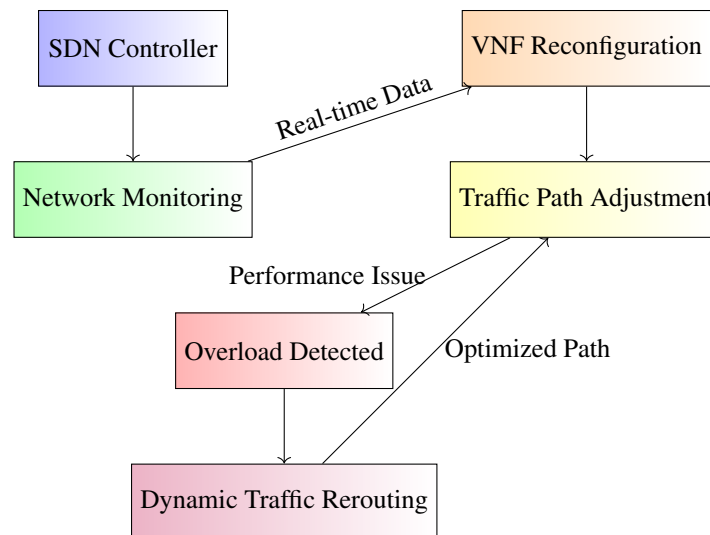 SDN Controller
VNF Reconfiguration
Real-time Data
Network Monitoring
Traffic Path Adjustment
Performance Issue
Overload Detected
Optimized Path
Dynamic Traffic Rerouting